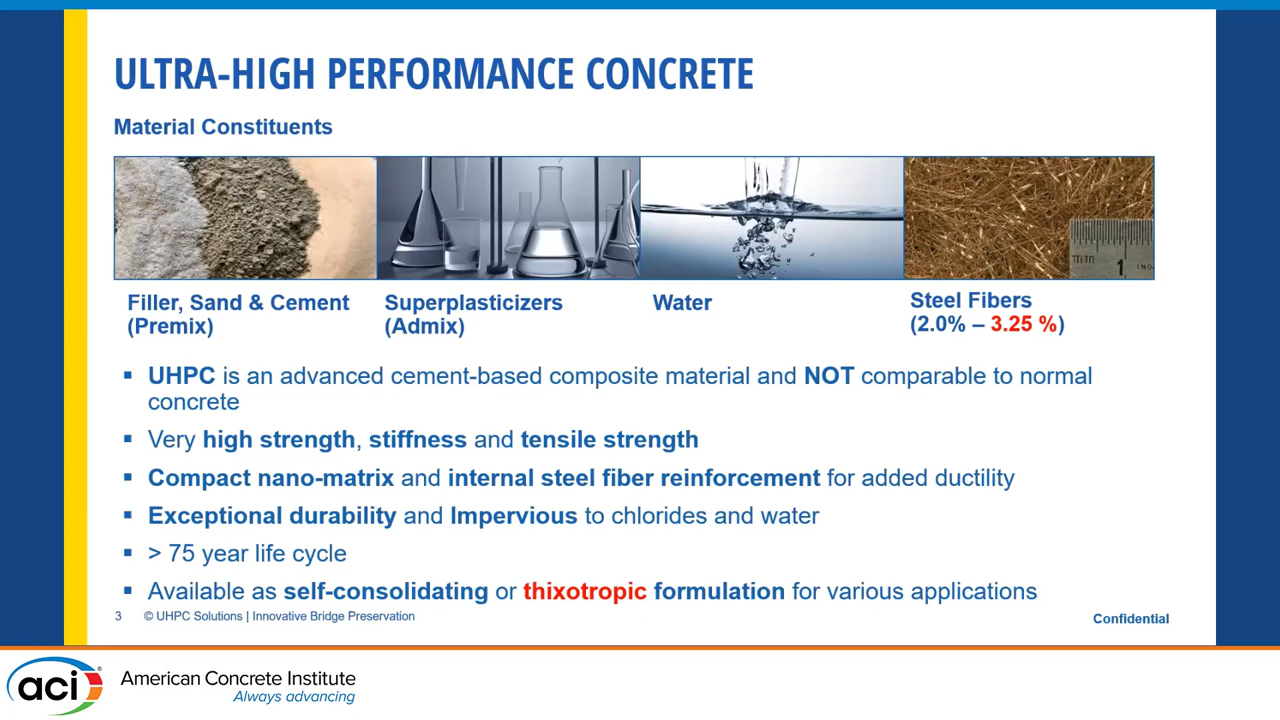 ULTRA-HIGH PERFORMANCE CONCRETE
Material Constituents
mm
1
INC
Filler, Sand & Cement
(Premix)
Superplasticizers
(Admix)
Water
Steel Fibers
(2.0% – 3.25 %)
▪ UHPC is an advanced cement-based composite material and NOT comparable to normal
concrete
▪ Very high strength, stiffness and tensile strength
▪ Compact nano-matrix and internal steel fiber reinforcement for added ductility
▪ Exceptional durability and Impervious to chlorides and water
▪ > 75 year life cycle
▪ Available as self-consolidating or thixotropic formulation for various applications
3 © UHPC Solutions | Innovative Bridge Preservation
Confidential
aci®
American Concrete Institute
Always advancing